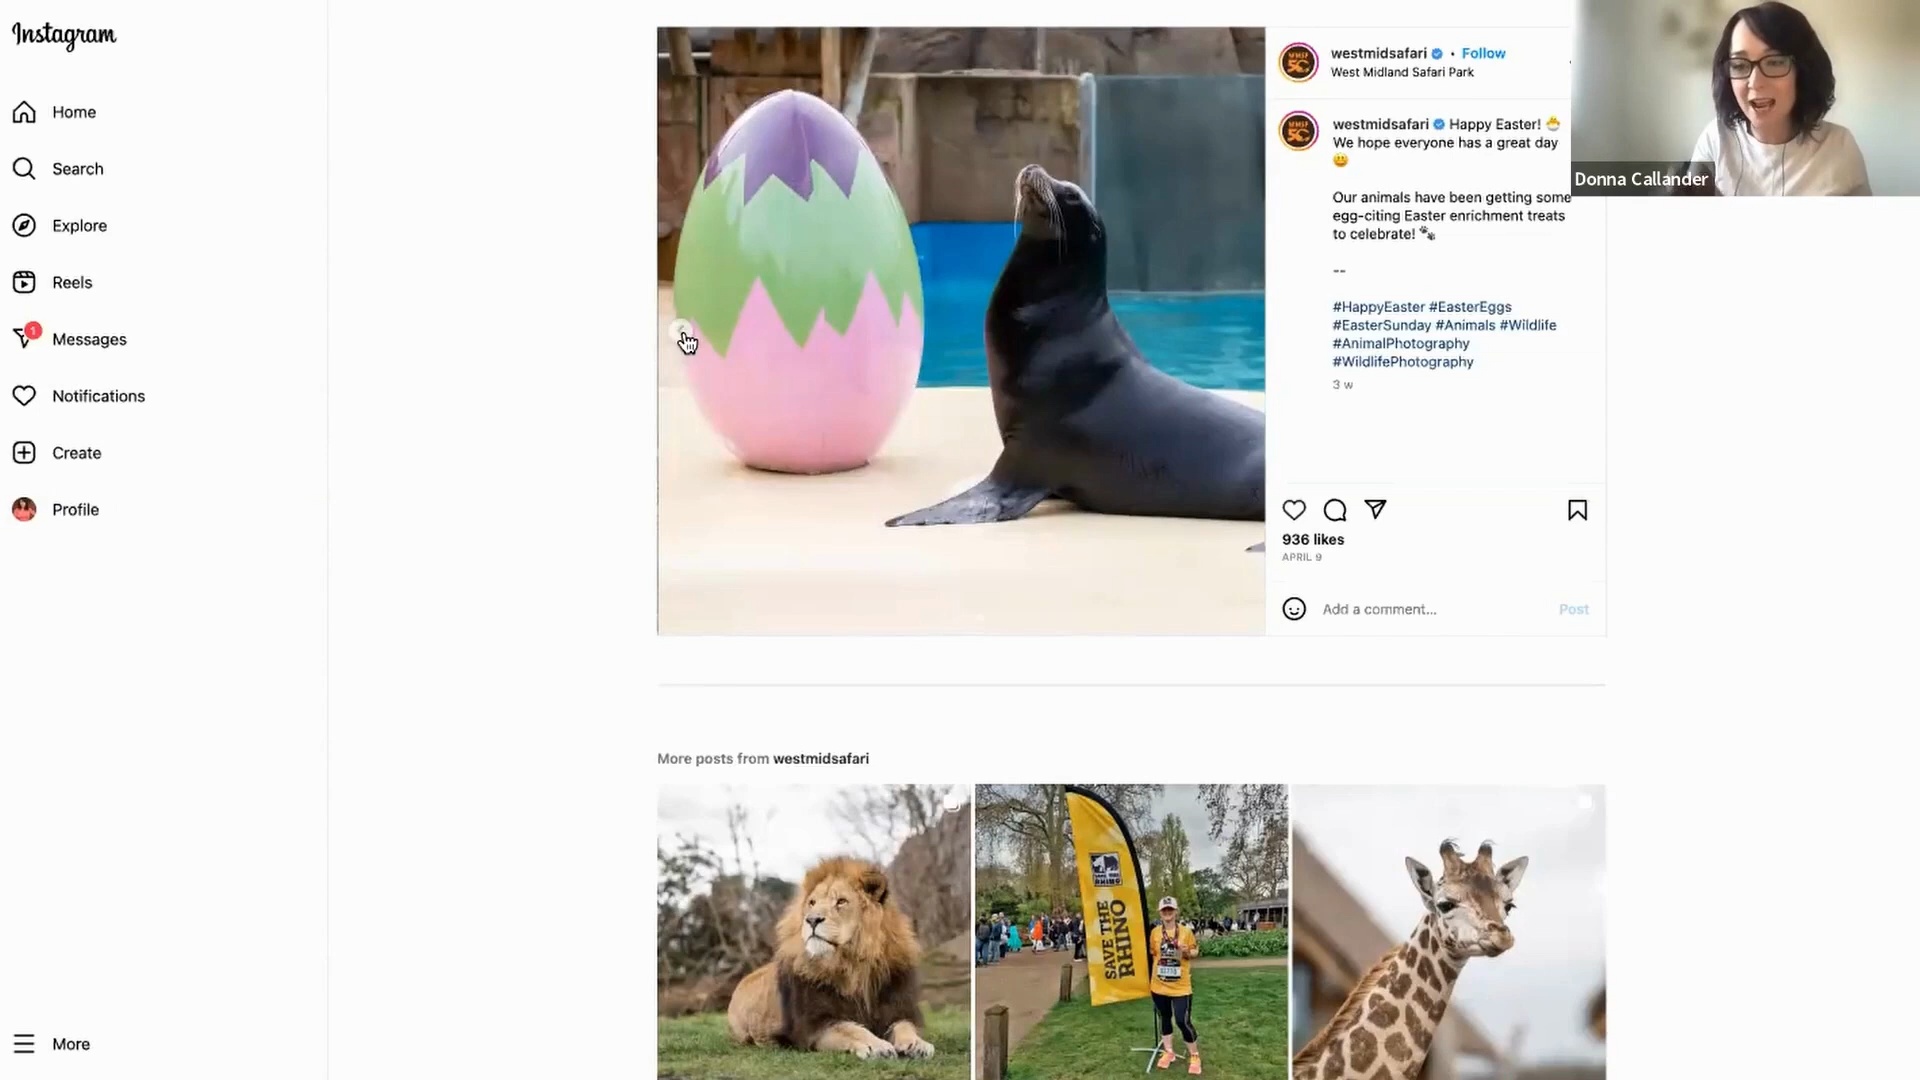 Instagram
Home
Search
Explore
Reels
1
Messages
Notifications
Create
Profile
More
westmidsafari • Follow
West Midland Safari Park
westmidsafari Happy Easter! 🐣
We hope everyone has a great day
😀
Our animals have been getting some
egg-citing Easter enrichment treats
to celebrate! 🐾
--
#HappyEaster #EasterEggs
#EasterSunday #Animals #Wildlife
#AnimalPhotography
#WildlifePhotography
3 w
936 likes
APRIL 9
Add a comment...
Post
Donna Callander
More posts from westmidsafari
SAVE THE
RHINO